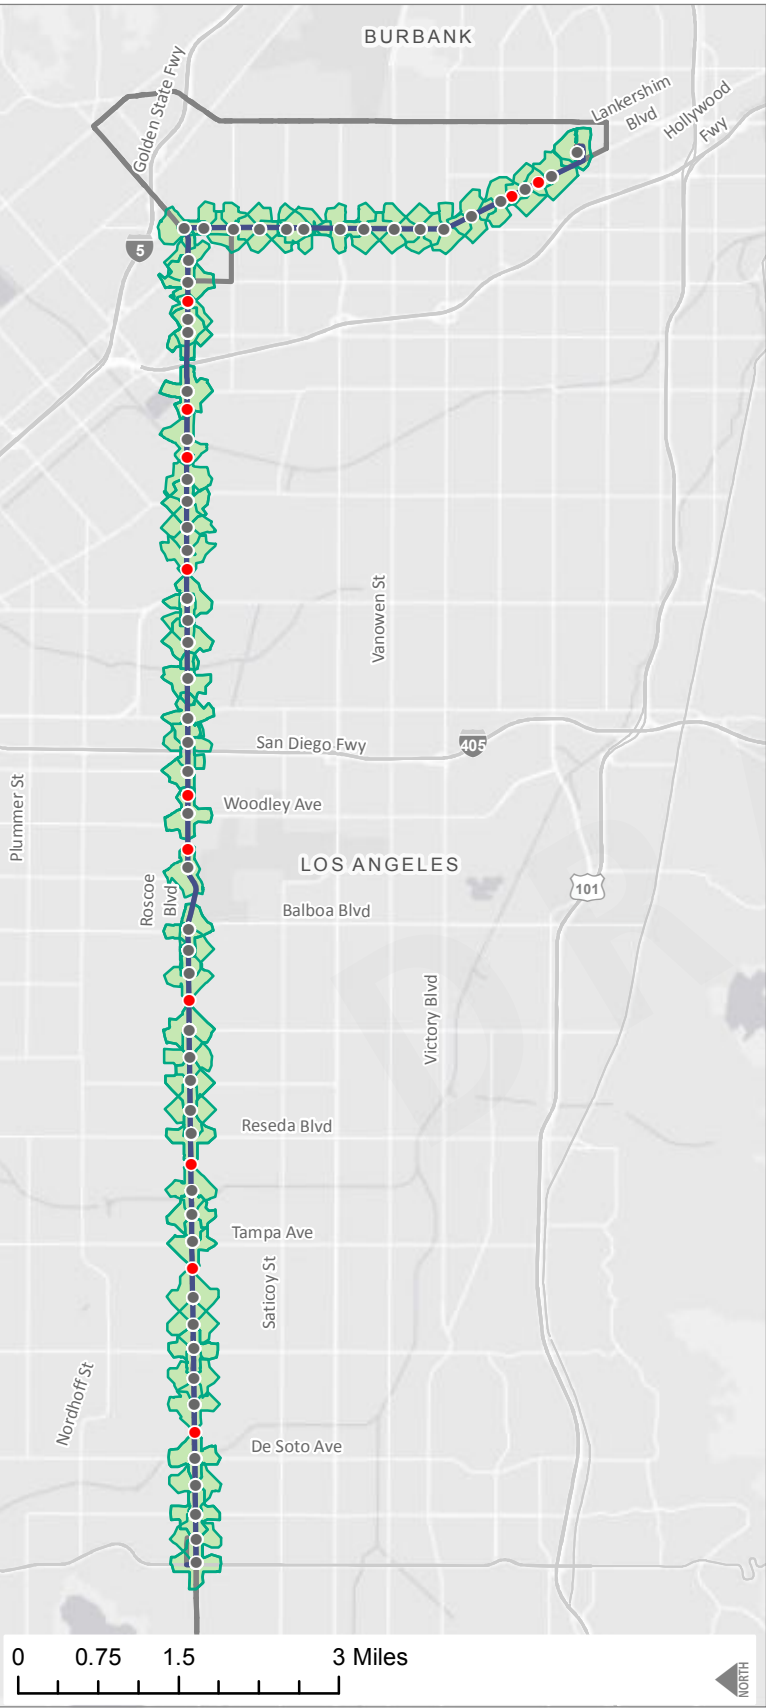 BURBANK
Golden State Fwy
Lankershim
Blvd
Hollywood
Fwy
5
Vanowen St
San Diego Fwy
405
Plummer St
Woodley Ave
LOS ANGELES
Roscoe
Blvd
101
Balboa Blvd
Victory Blvd
Reseda Blvd
Tampa Ave
Saticoy St
Nordhoff St
De Soto Ave
0 0.75 1.5 3 Miles
NORTH